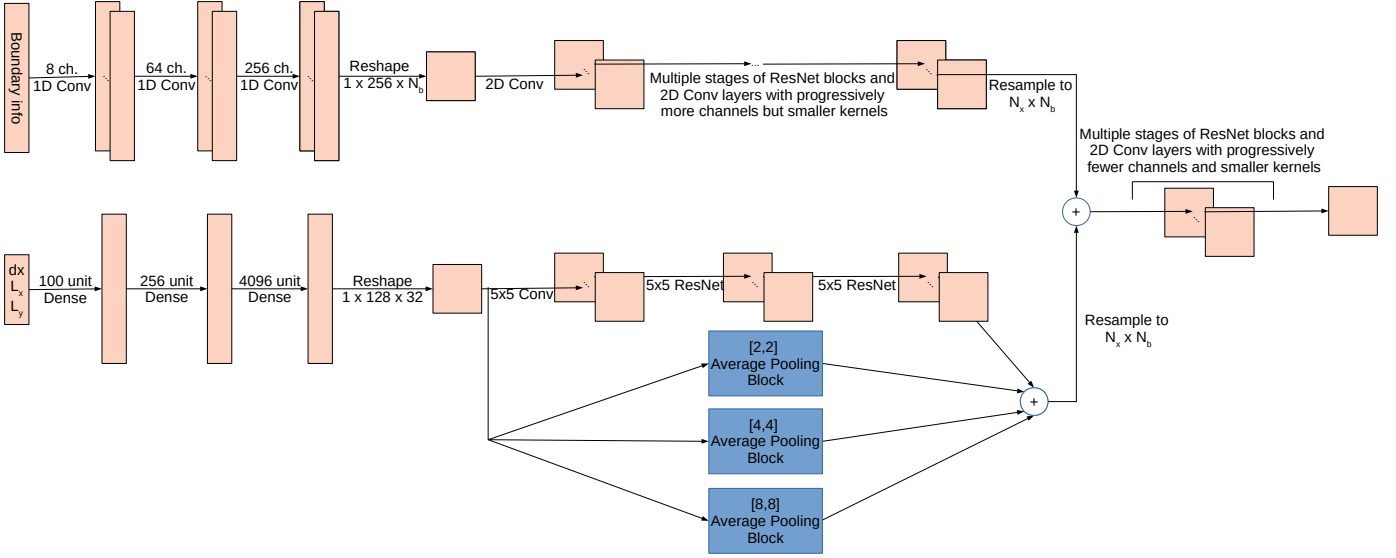 Boundary info
8 ch.
1D Conv
64 ch.
1D Conv
256 ch.
1D Conv
Reshape
1 x 256 x N_b
2D Conv
...
Multiple stages of ResNet blocks and
2D Conv layers with progressively
more channels but smaller kernels
Resample to
N_x x N_b
Multiple stages of ResNet blocks and
2D Conv layers with progressively
fewer channels and smaller kernels
+
dx
L_x
L_y
100 unit
Dense
256 unit
Dense
4096 unit
Dense
Reshape
1 x 128 x 32
5x5 Conv
5x5 ResNet
5x5 ResNet
[2,2]
Average Pooling
Block
[4,4]
Average Pooling
Block
[8,8]
Average Pooling
Block
+
Resample to
N_x x N_b